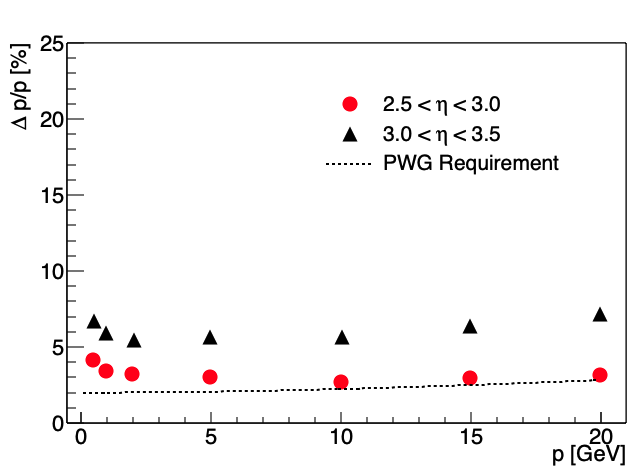 Δ p/p [%]
25
20
15
10
5
0
2.5 < η < 3.0
3.0 < η < 3.5
PWG Requirement
0 5 10 15 20
p [GeV]